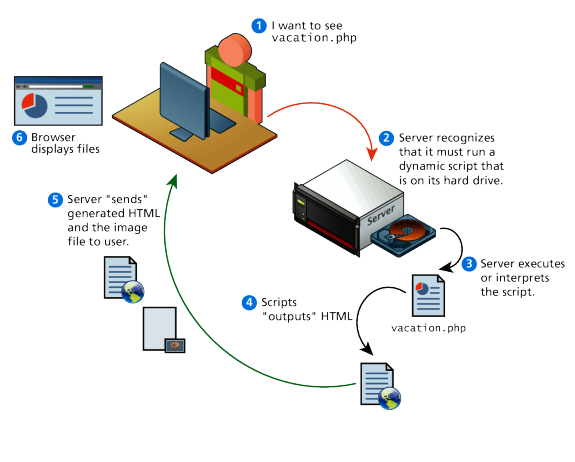 1 I want to see
vacation.php
2 Server recognizes
that it must run a
dynamic script that
is on its hard drive.
Server
3 Server executes
or interprets
the script.
vacation.php
4 Scripts
"outputs" HTML
5 Server "sends"
generated HTML
and the image
file to user.
6 Browser
displays files